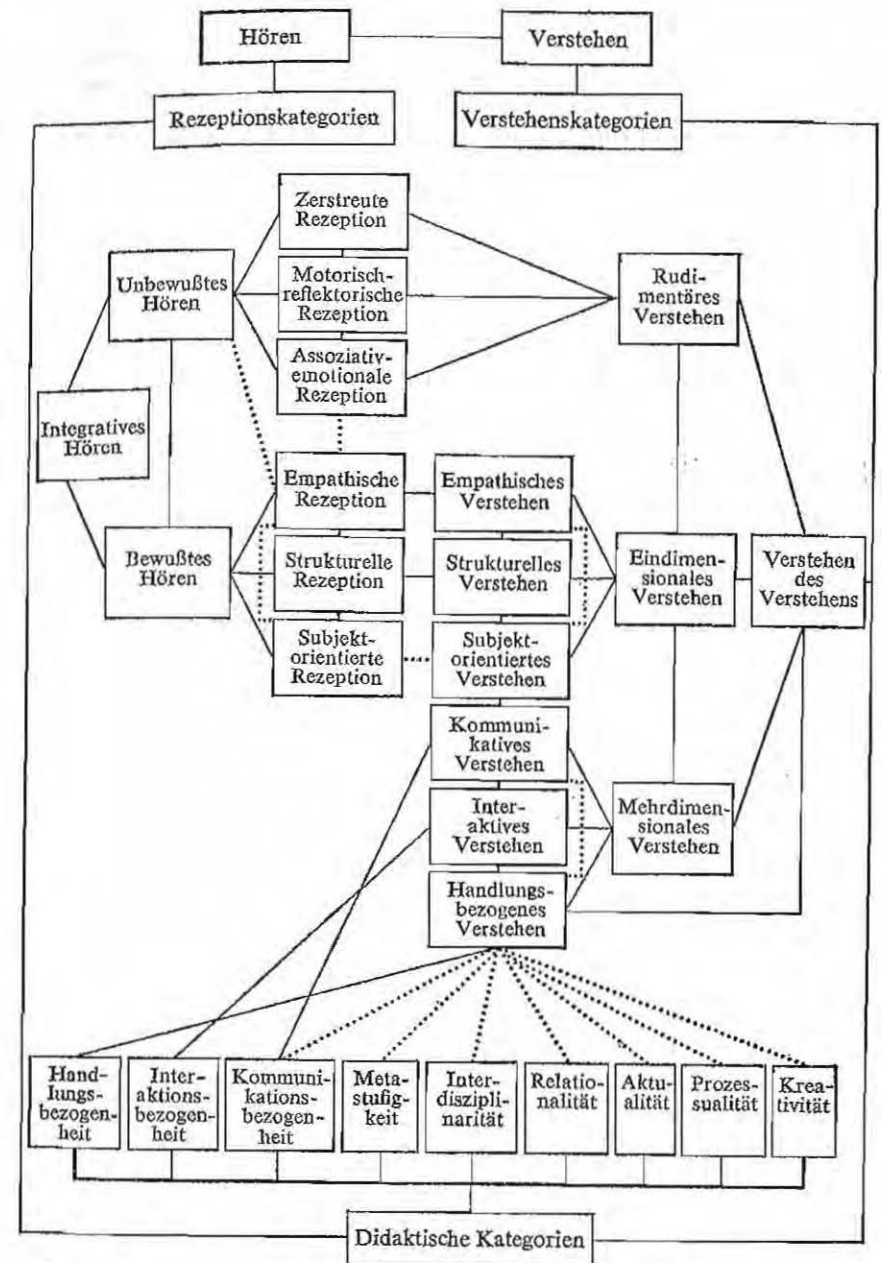 Hören
Verstehen
Rezeptionskategorien
Verstehenskategorien
Zerstreute
Rezeption
Unbewußtes
Hören
Motorisch-
reflektorische
Rezeption
Rudi-
mentäres
Verstehen
Assoziativ-
emotionale
Rezeption
Integratives
Hören
Empathische
Rezeption
Empathisches
Verstehen
Bewußtes
Hören
Strukturelle
Rezeption
Strukturelles
Verstehen
Eindimen-
sionales
Verstehen
Verstehen
des
Verstehens
Subjekt-
orientierte
Rezeption
Subjekt-
orientiertes
Verstehen
Kommuni-
katives
Verstehen
Inter-
aktives
Verstehen
Mehrdimen-
sionales
Verstehen
Handlungs-
bezogenes
Verstehen
Hand-
lungs-
bezogen-
heit
Inter-
aktions-
bezogen-
heit
Kommuni-
kations-
bezogen-
heit
Meta-
stufig-
keit
Inter-
diszipli-
narität
Relatio-
nalität
Aktu-
alität
Prozes-
sualität
Krea-
tivität
Didaktische Kategorien